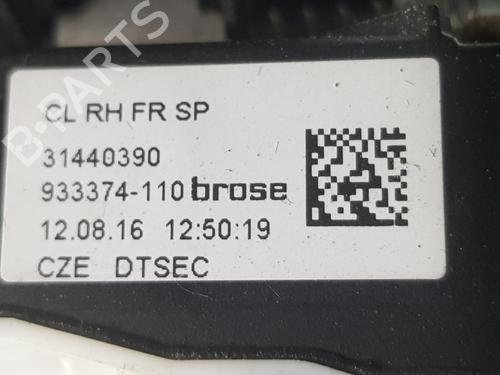 CL RH FR SP
31440390
933374-110 brose
12.08.16 12:50:19
CZE DTSEC
B-PARTS